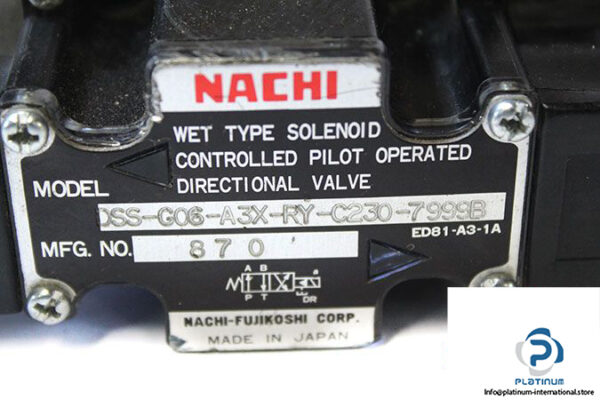 NACHI
WET TYPE SOLENOID
CONTROLLED PILOT OPERATED
DIRECTIONAL VALVE
MODEL
DSS-G06-A3X-RY-C230-7999B
ED81-A3-1A
MFG. NO. 870
A B
a
P T
DR
NACHI-FUJIKOSHI CORP.
MADE IN JAPAN
PLATINUM
info@platinum-international.store